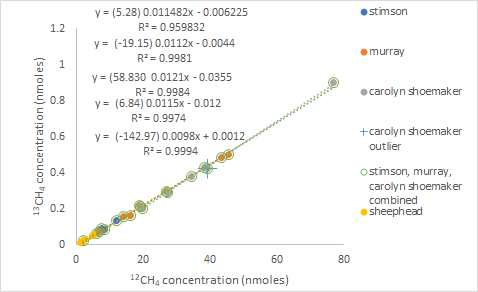 y = (5.28) 0.011482x - 0.006225
R² = 0.959832
y = (-19.15) 0.0112x - 0.0044
R² = 0.9981
y = (58.830 0.0121x - 0.0355
R² = 0.9984
y = (6.84) 0.0115x - 0.012
R² = 0.9974
y = (-142.97) 0.0098x + 0.0012
R² = 0.9994
1.2
1
0.8
0.6
0.4
0.2
0
¹³CH₄ concentration (nmoles)
0 20 40 60 80
¹²CH₄ concentration (nmoles)
stimson
murray
carolyn shoemaker
carolyn shoemaker
outlier
stimson, murray,
carolyn shoemaker
combined
sheephead